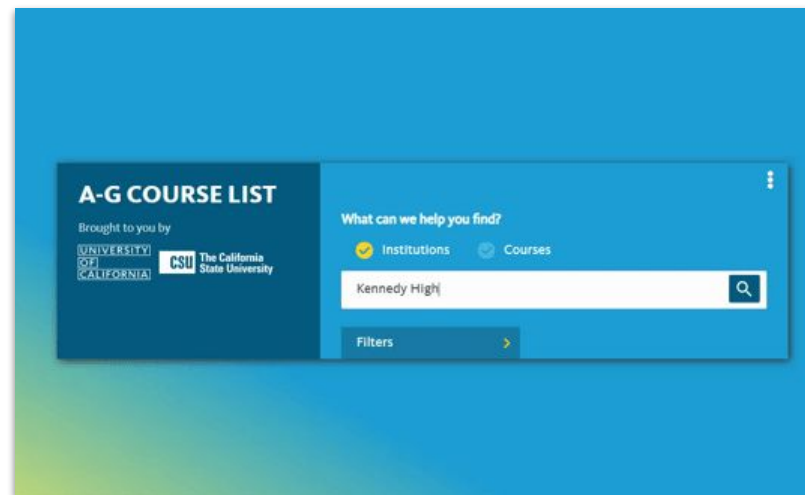 A-G COURSE LIST
Brought to you by
UNIVERSITY
OF
CALIFORNIA
CSU The California
State University
What can we help you find?
Institutions Courses
Kennedy High
Filters